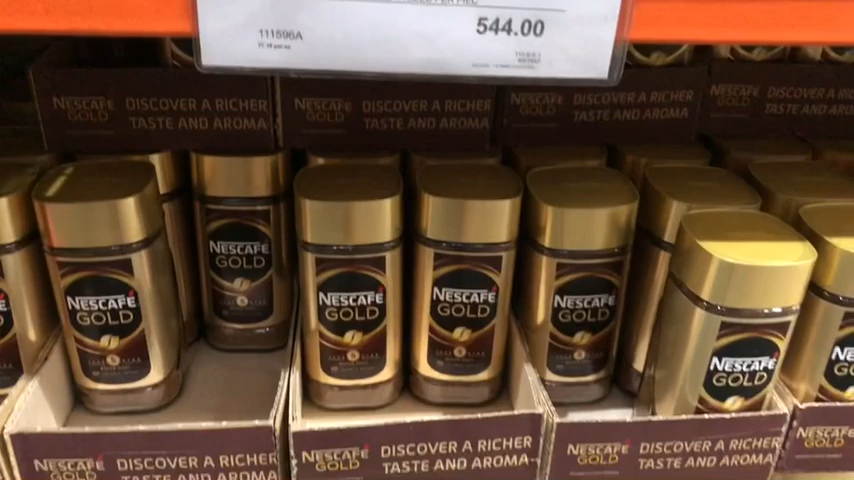 544.00
111596A
NESCAFÉ GOLD DISCOVER A RICHER TASTE AND AROMA
NESCAFÉ GOLD DISCOVER A RICHER TASTE AND AROMA
NESCAFÉ GOLD DISCOVER A RICHER TASTE AND AROMA
NESCAFÉ GOLD DISCOVER A RICH TASTE AND AROMA
NESCAFÉ GOLD
NESCAFÉ GOLD
NESCAFÉ GOLD
NESCAFÉ GOLD
NESCAFÉ GOLD
NESCAFÉ GOLD
NESCAFÉ GOLD DISCOVER A RICHER TASTE AND AROMA
NESCAFÉ GOLD DISCOVER A RICHER TASTE AND AROMA
NESCAFÉ GOLD DISCOVER A RICHER TASTE AND AROMA
NESCAFÉ GOLD